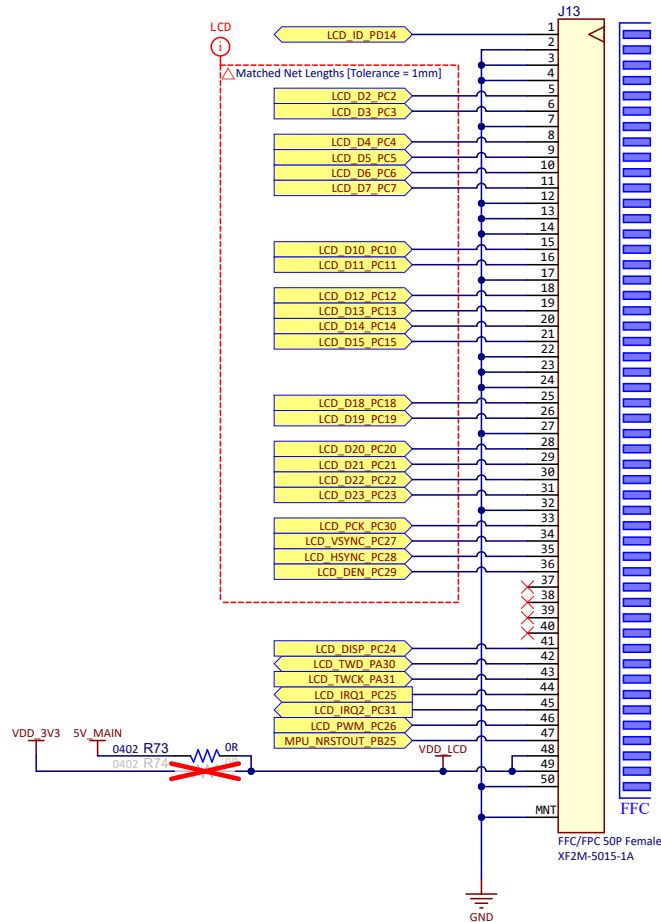 J13
LCD
i
Matched Net Lengths [Tolerance = 1mm]
LCD_ID_PD14 1
2
3
4
LCD_D2_PC2 5
LCD_D3_PC3 6
7
LCD_D4_PC4 8
LCD_D5_PC5 9
LCD_D6_PC6 10
LCD_D7_PC7 11
12
13
14
LCD_D10_PC10 15
LCD_D11_PC11 16
17
LCD_D12_PC12 18
LCD_D13_PC13 19
LCD_D14_PC14 20
LCD_D15_PC15 21
22
23
24
LCD_D18_PC18 25
LCD_D19_PC19 26
27
LCD_D20_PC20 28
LCD_D21_PC21 29
LCD_D22_PC22 30
LCD_D23_PC23 31
32
LCD_PCK_PC30 33
LCD_VSYNC_PC27 34
LCD_HSYNC_PC28 35
LCD_DEN_PC29 36
37
38
39
40
LCD_DISP_PC24 41
LCD_TWD_PA30 42
LCD_TWCK_PA31 43
LCD_IRQ1_PC25 44
LCD_IRQ2_PC31 45
LCD_PWM_PC26 46
MPU_NRSTOUT_PB25 47
VDD_3V3 5V_MAIN
0402 R73 0R VDD_LCD 48
0402 R74 0R 49
50
MNT
FFC
FFC/FPC 50P Female
XF2M-5015-1A
GND